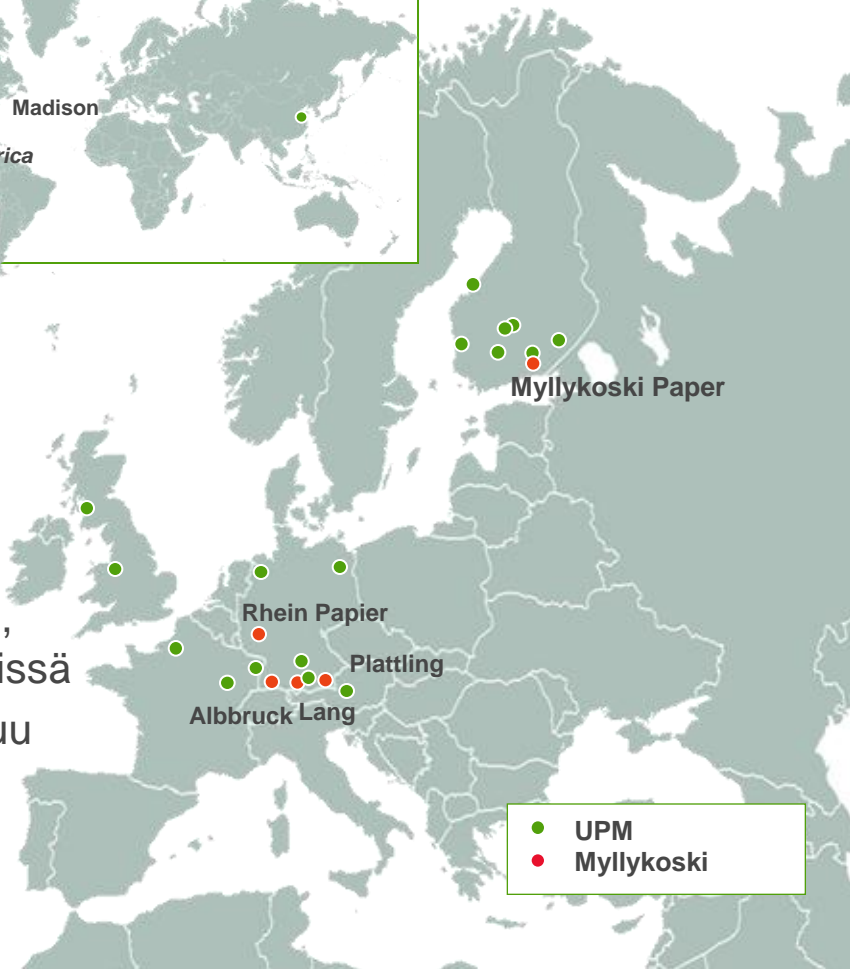 Madison
rica
Myllykoski Paper
Rhein Papier
,
issä
Plattling
Albbruck Lang
uu
UPM
Myllykoski